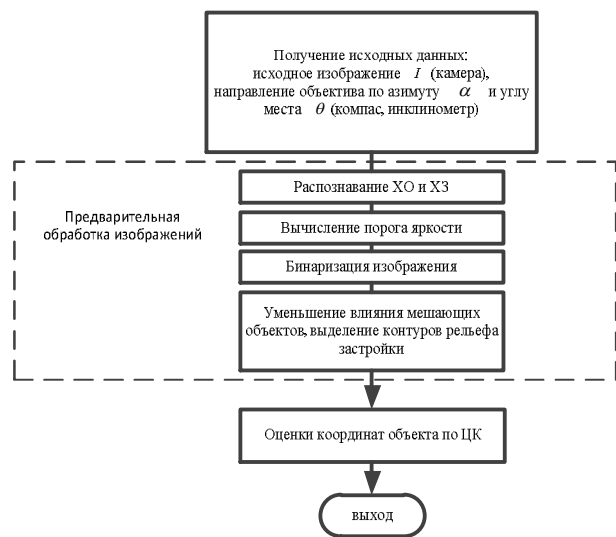 Получение исходных данных:
исходное изображение I (камера),
направление объектива по азимуту α и углу
места θ (компас, инклинометр)
Предварительная
обработка изображений
Распознавание ХО и ХЗ
Вычисление порога яркости
Бинаризация изображения
Уменьшение влияния мешающих
объектов, выделение контуров рельефа
застройки
Оценки координат объекта по ЦК
выход